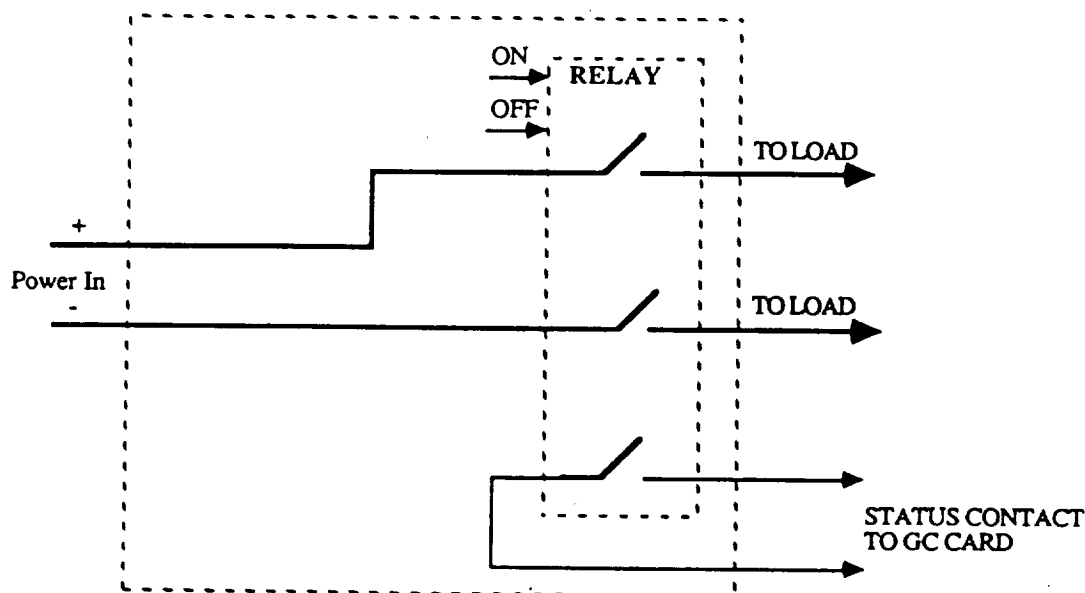 ON
RELAY
OFF
TO LOAD
+
Power In
-
TO LOAD
STATUS CONTACT
TO GC CARD